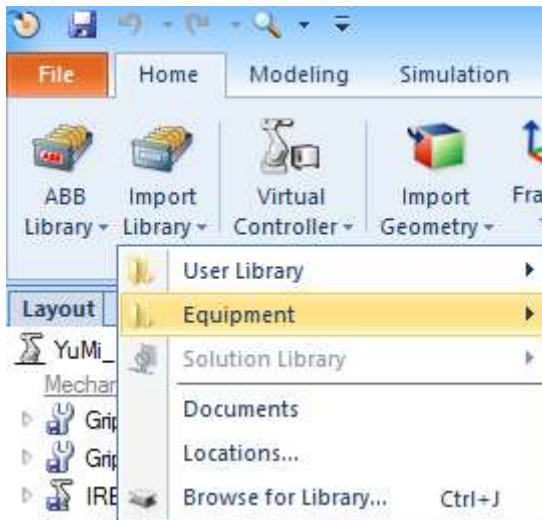 File Home Modeling Simulation
ABB Import Virtual Import
Library Library Controller Geometry
User Library
Layout Equipment
YuMi_ Solution Library
Documents
Locations...
Browse for Library... Ctrl+J